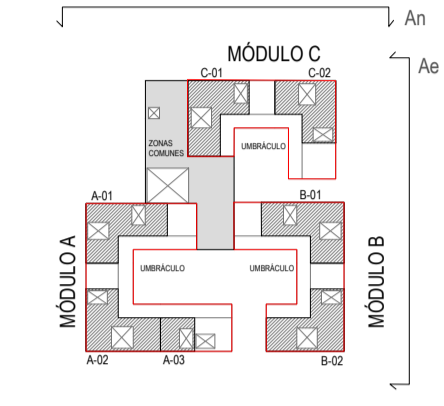 An
Ae
MÓDULO C
C-01
C-02
ZONAS
COMUNES
UMBRÁCULO
A-01
B-01
MÓDULO A
UMBRÁCULO
UMBRÁCULO
MÓDULO B
A-02
A-03
B-02